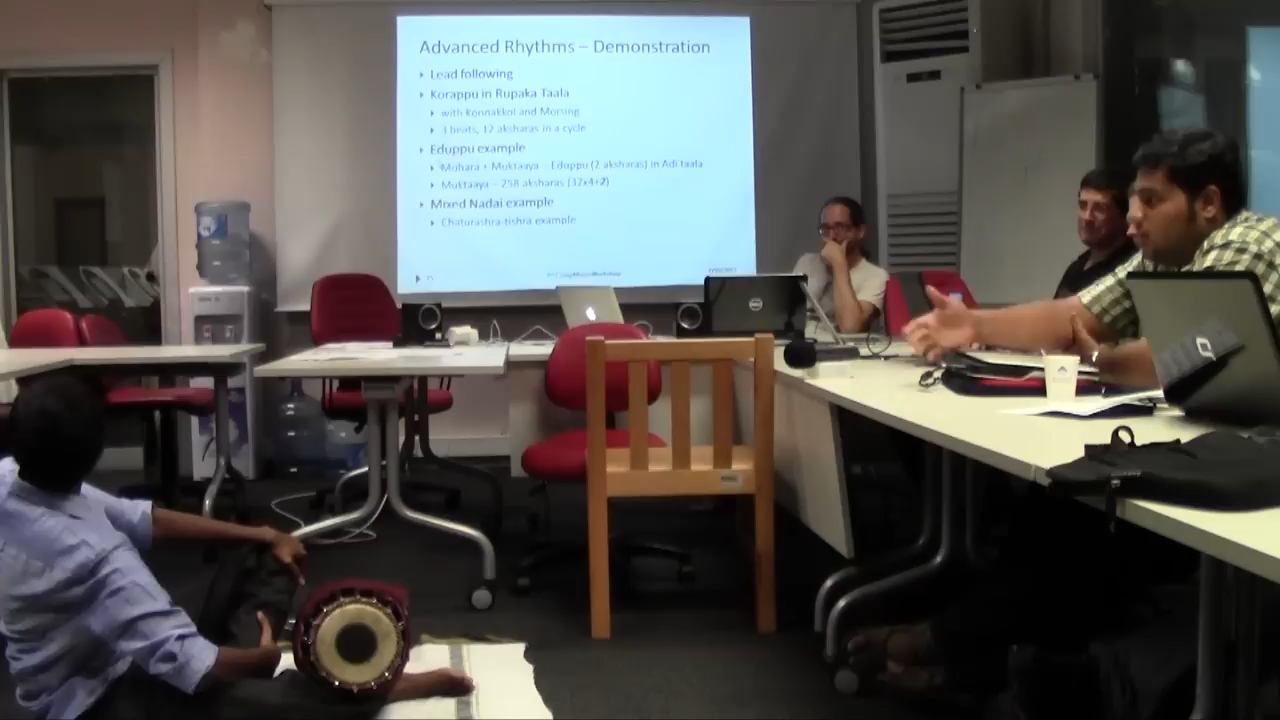 Advanced Rhythms – Demonstration
Lead following
Korappu in Rupaka Taala
with Konnakkol and Morsing
3 beats, 12 aksharas in a cycle
Eduppu example
Mohara + Muktaaya – Eduppu (2 aksharas) in Adi taala
Muktaaya – 258 aksharas (32x4+2)
Mixed Nadai example
Chaturashra-tishra example
DELL